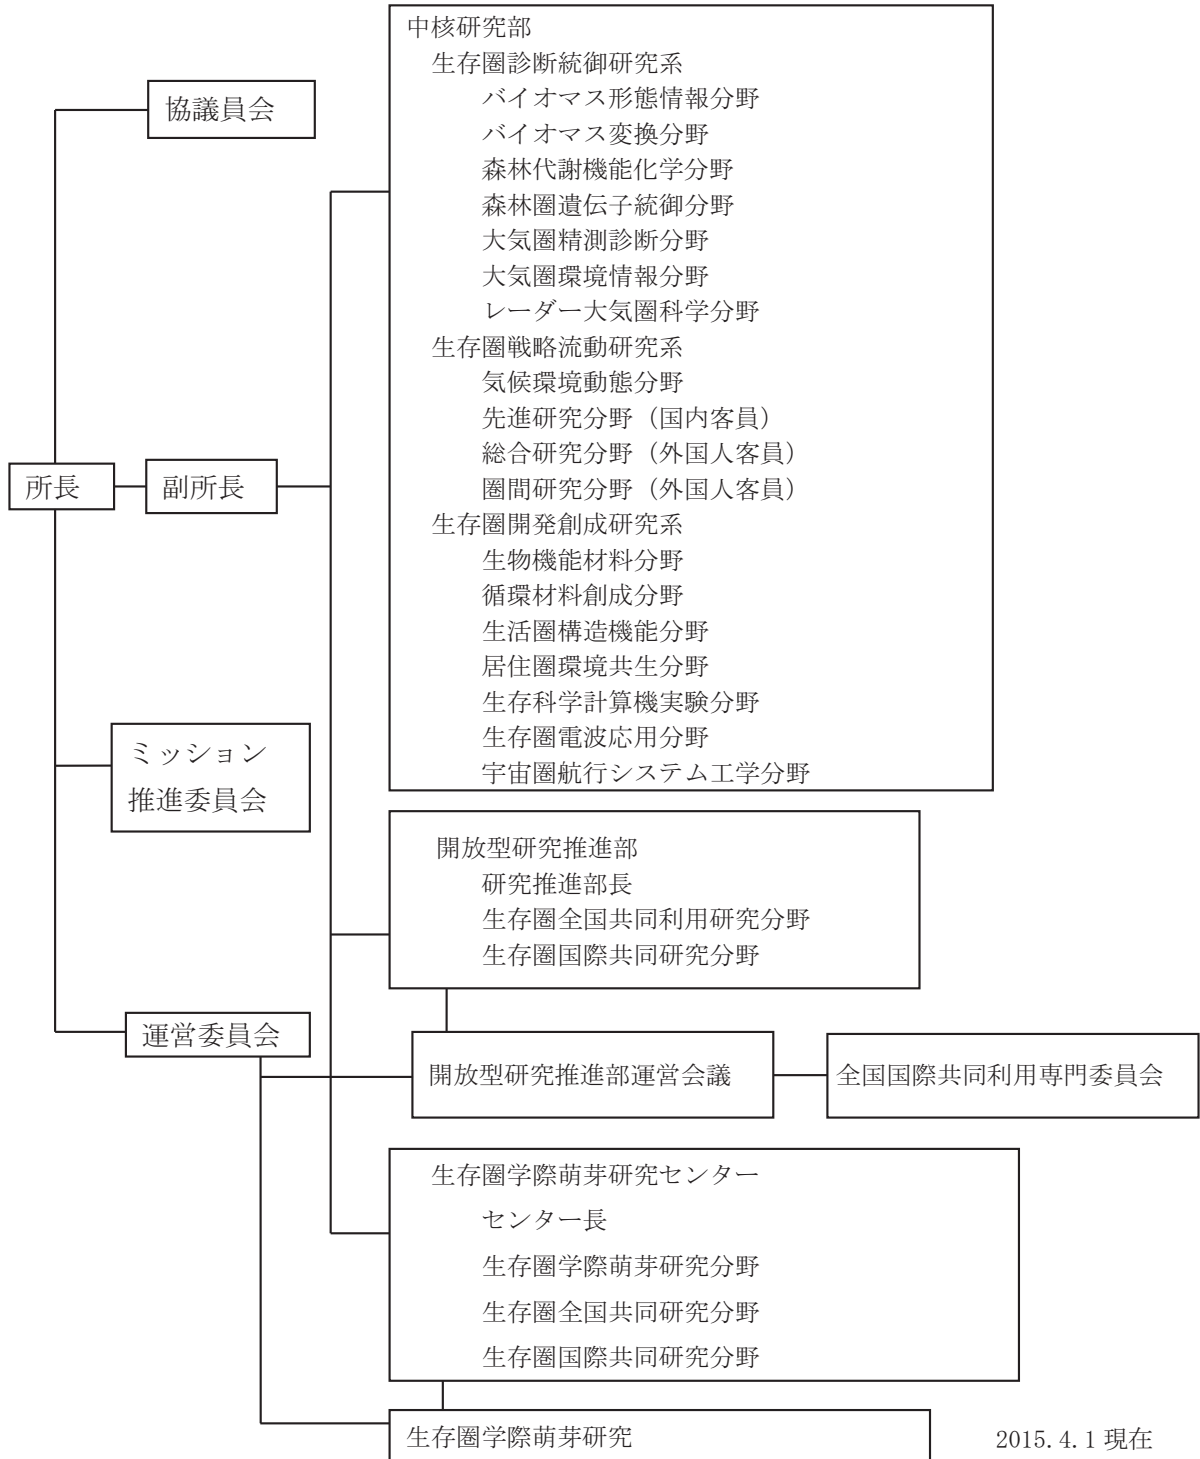 中核研究部
生存圏診断統御研究系
バイオマス形態情報分野
バイオマス変換分野
森林代謝機能化学分野
森林圏遺伝子統御分野
大気圏精測診断分野
大気圏環境情報分野
レーダー大気圏科学分野
生存圏戦略流動研究系
気候環境動態分野
先進研究分野（国内客員）
総合研究分野（外国人客員）
圏間研究分野（外国人客員）
生存圏開発創成研究系
生物機能材料分野
循環材料創成分野
生活圏構造機能分野
居住圏環境共生分野
生存科学計算機実験分野
生存圏電波応用分野
宇宙圏航行システム工学分野
協議員会
所長
副所長
ミッション
推進委員会
開放型研究推進部
研究推進部長
生存圏全国共同利用研究分野
生存圏国際共同研究分野
運営委員会
開放型研究推進部運営会議
全国国際共同利用専門委員会
生存圏学際萌芽研究センター
センター長
生存圏学際萌芽研究分野
生存圏全国共同研究分野
生存圏国際共同研究分野
生存圏学際萌芽研究
2015.4.1 現在